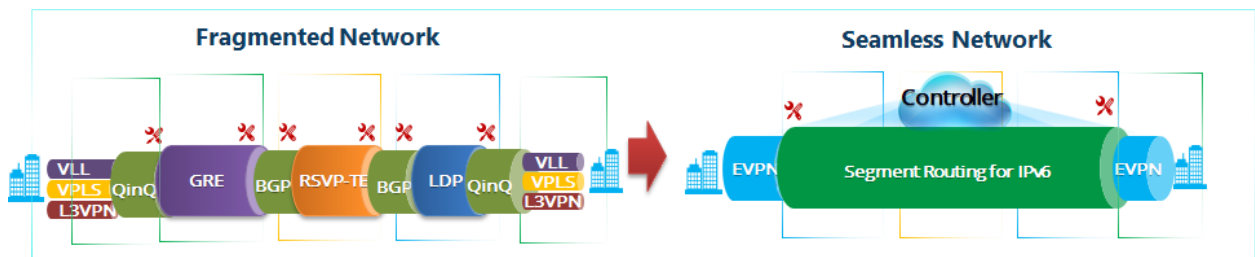 Fragmented Network
VLL
VPLS
L3VPN
QinQ
GRE
BGP
RSVP-TE
BGP
LDP
QinQ
VLL
VPLS
L3VPN
Seamless Network
Controller
EVPN
Segment Routing for IPv6
EVPN